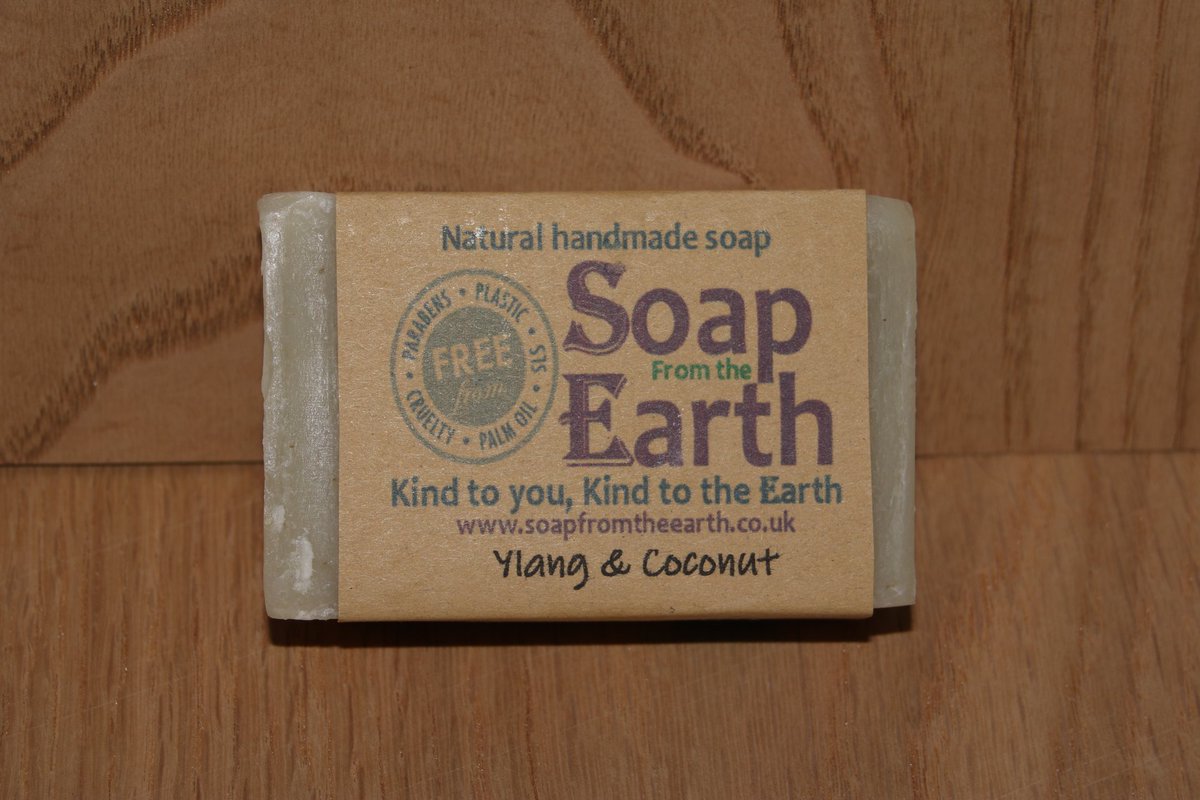 Natural handmade soap
PARABENS • PLASTIC • SLS • PALM OIL • CRUELTY •
FREE
from
Soap
From the
Earth
Kind to you, Kind to the Earth
www.soapfromtheearth.co.uk
Ylang & Coconut